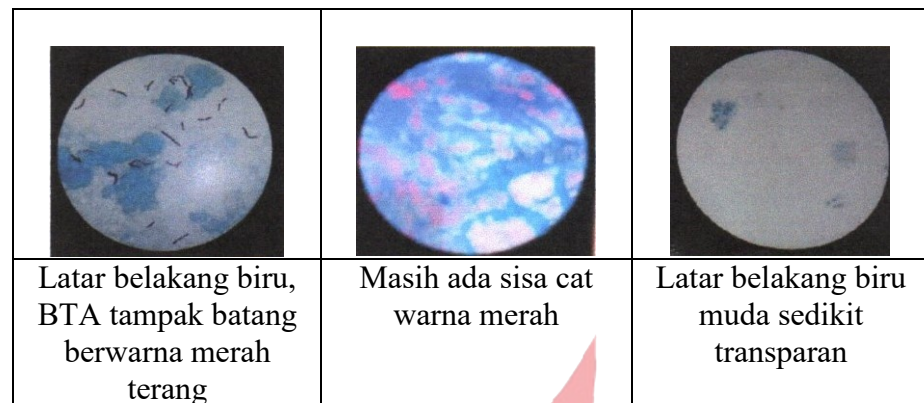 Latar belakang biru,
BTA tampak batang
berwarna merah
terang
Masih ada sisa cat
warna merah
Latar belakang biru
muda sedikit
transparan